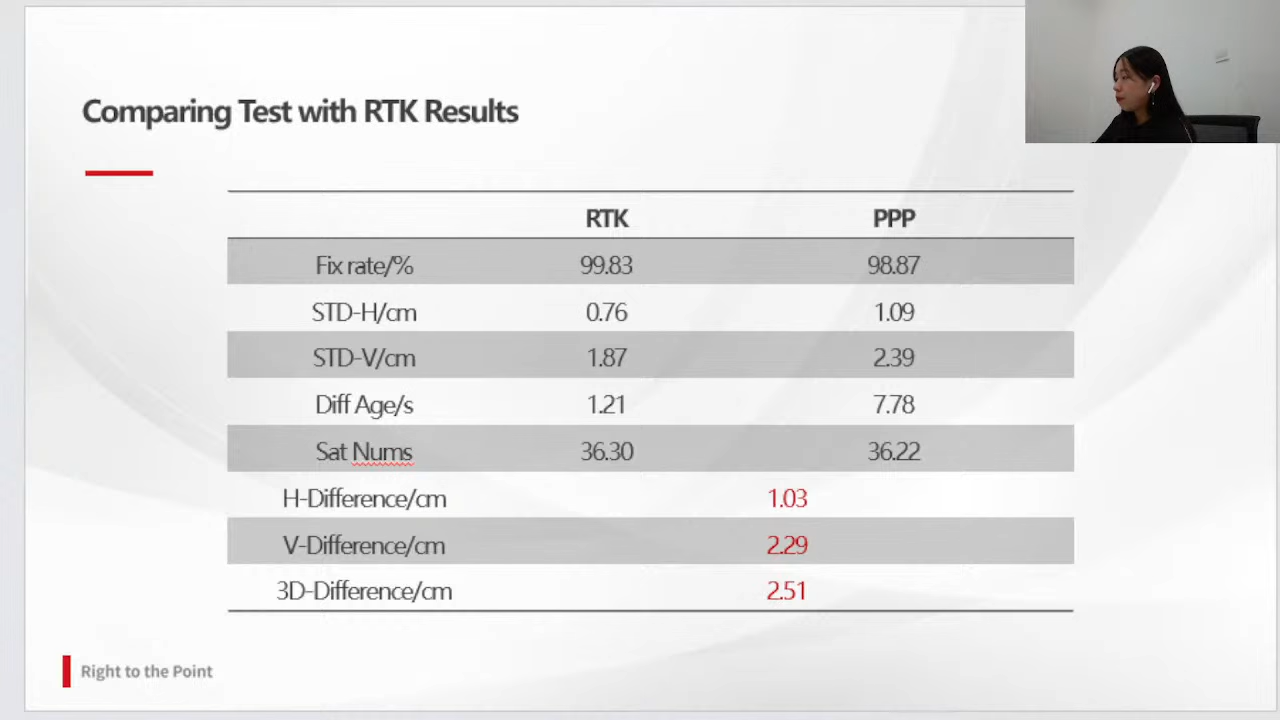 Comparing Test with RTK Results
RTK PPP
Fix rate/% 99.83 98.87
STD-H/cm 0.76 1.09
STD-V/cm 1.87 2.39
Diff Age/s 1.21 7.78
Sat Nums 36.30 36.22
H-Difference/cm 1.03
V-Difference/cm 2.29
3D-Difference/cm 2.51
Right to the Point